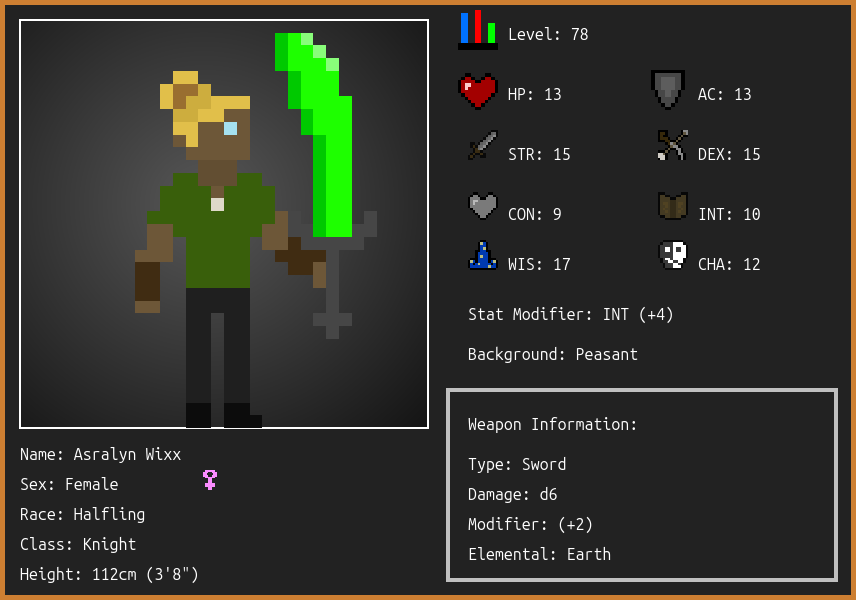 Level: 78
HP: 13
AC: 13
STR: 15
DEX: 15
CON: 9
INT: 10
WIS: 17
CHA: 12
Stat Modifier: INT (+4)
Background: Peasant
Weapon Information:
Type: Sword
Damage: d6
Modifier: (+2)
Elemental: Earth
Name: Asralyn Wixx
Sex: Female
Race: Halfling
Class: Knight
Height: 112cm (3'8")